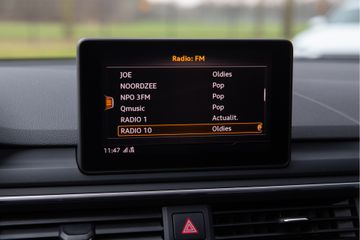 Radio: FM
JOE Oldies
NOORDZEE Pop
NPO 3FM Pop
Qmusic Pop
RADIO 1 Actualit.
RADIO 10 Oldies
11:47